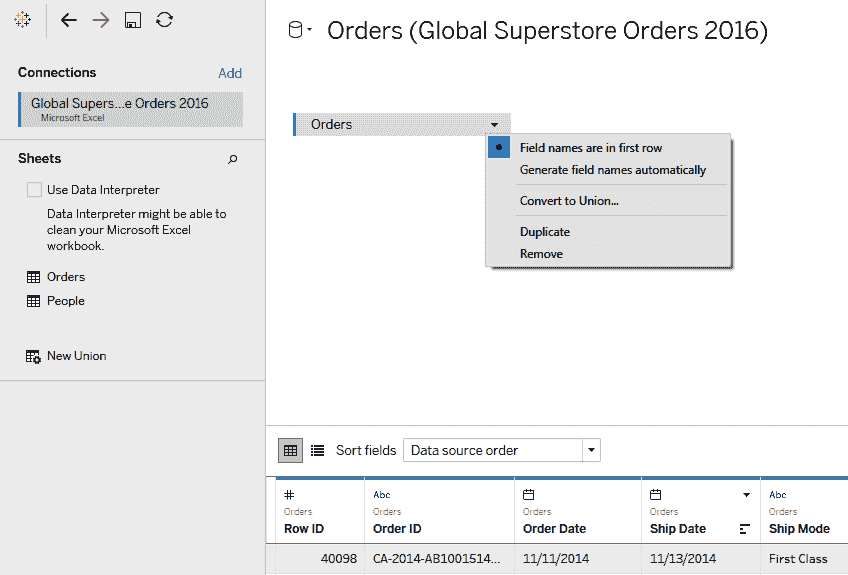 Orders (Global Superstore Orders 2016)
Connections
Add
Global Supers...e Orders 2016
Microsoft Excel
Sheets
Use Data Interpreter
Data Interpreter might be able to
clean your Microsoft Excel
workbook.
Orders
People
New Union
Orders
Field names are in first row
Generate field names automatically
Convert to Union...
Duplicate
Remove
Sort fields
Data source order
# Abc Abc
Orders Orders Orders Orders Orders
Row ID Order ID Order Date Ship Date Ship Mode
40098 CA-2014-AB1001514... 11/11/2014 11/13/2014 First Class